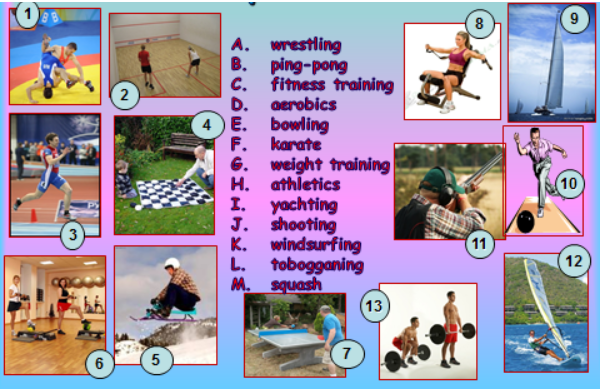 1
2
3
4
5
6
7
8
9
10
11
12
13
A. wrestling
B. ping-pong
C. fitness training
D. aerobics
E. bowling
F. karate
G. weight training
H. athletics
I. yachting
J. shooting
K. windsurfing
L. tobogganing
M. squash